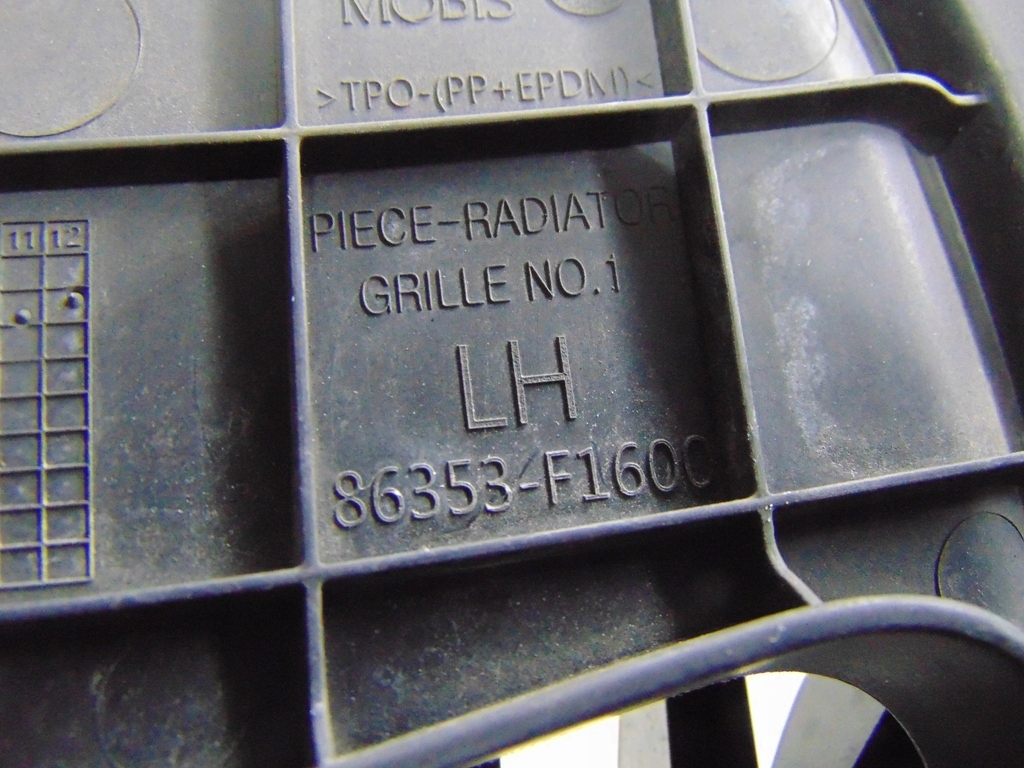 MOBIS
>TPO-(PP+EPDM)<
11 12
PIECE-RADIATOR
GRILLE NO.1
LH
86353-F1600